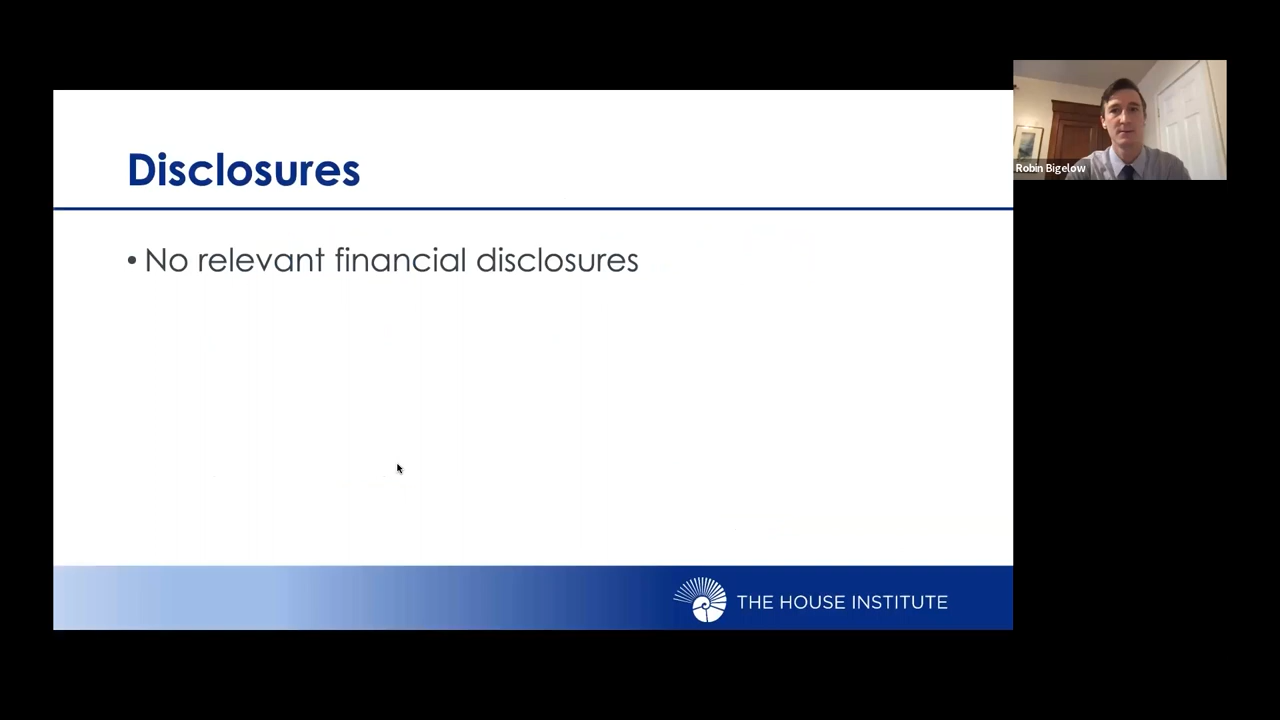 Disclosures
Robin Bigelow
• No relevant financial disclosures
THE HOUSE INSTITUTE